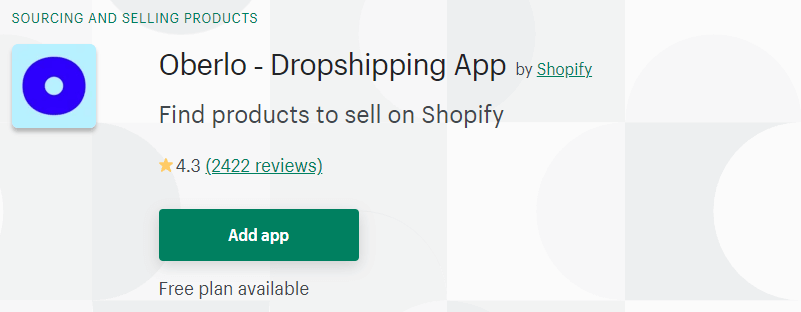 SOURCING AND SELLING PRODUCTS
Oberlo - Dropshipping App by Shopify
Find products to sell on Shopify
4.3 (2422 reviews)
Add app
Free plan available